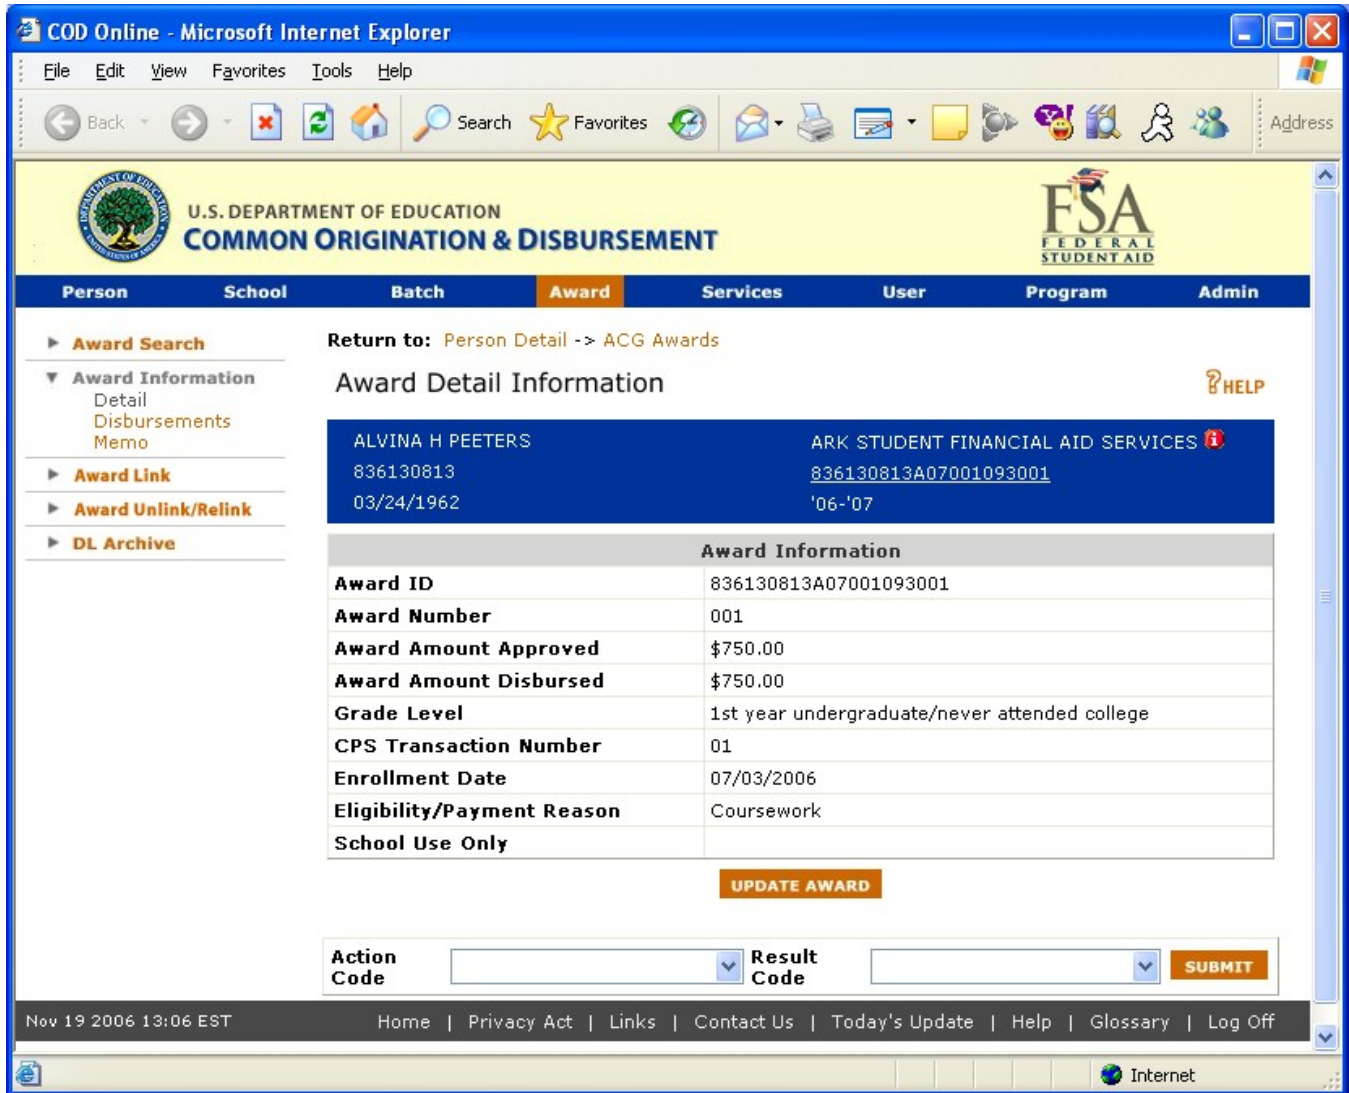 COD Online - Microsoft Internet Explorer
File Edit View Favorites Tools Help
Back Search Favorites Address
U.S. DEPARTMENT OF EDUCATION
COMMON ORIGINATION & DISBURSEMENT
FSA
FEDERAL
STUDENT AID
Person School Batch Award Services User Program Admin
Award Search
Award Information
Detail
Disbursements
Memo
Award Link
Award Unlink/Relink
DL Archive
Return to: Person Detail -> ACG Awards
Award Detail Information
?HELP
ALVINA H PEETERS ARK STUDENT FINANCIAL AID SERVICES
836130813 836130813A07001093001
03/24/1962 '06-'07
Award Information
Award ID 836130813A07001093001
Award Number 001
Award Amount Approved $750.00
Award Amount Disbursed $750.00
Grade Level 1st year undergraduate/never attended college
CPS Transaction Number 01
Enrollment Date 07/03/2006
Eligibility/Payment Reason Coursework
School Use Only
UPDATE AWARD
Action Code Result Code SUBMIT
Nov 19 2006 13:06 EST Home | Privacy Act | Links | Contact Us | Today's Update | Help | Glossary | Log Off
Internet